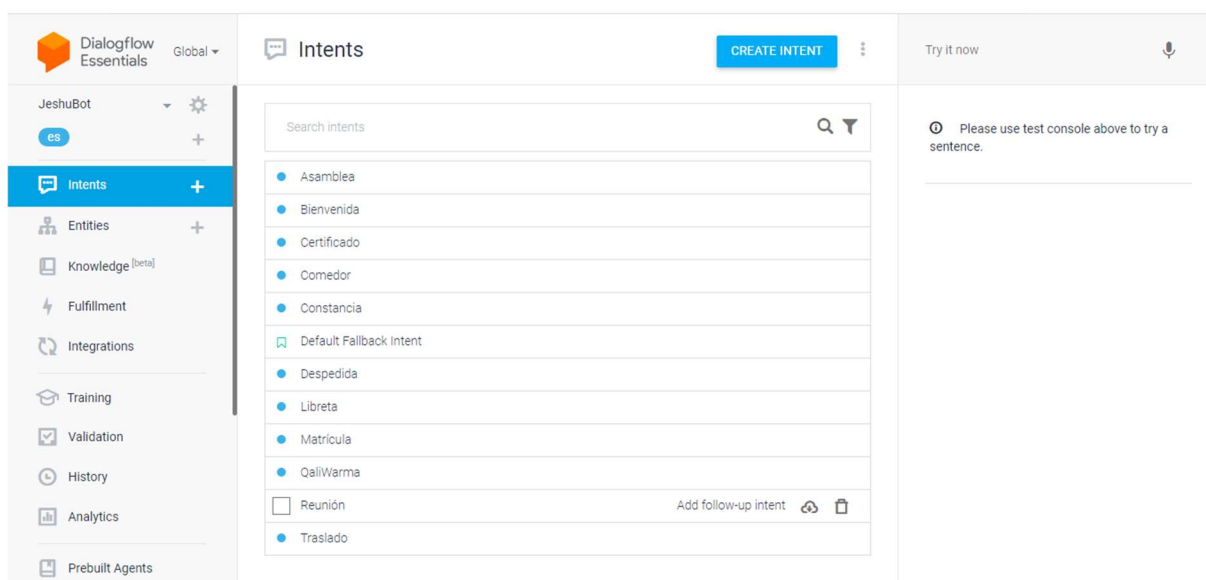 Dialogflow
Essentials
Global
JeshuBot
es
Intents
Entities
Knowledge [beta]
Fulfillment
Integrations
Training
Validation
History
Analytics
Prebuilt Agents
Intents
CREATE INTENT
Search intents
Asamblea
Bienvenida
Certificado
Comedor
Constancia
Default Fallback Intent
Despedida
Libreta
Matrícula
QaliWarma
Reunión
Add follow-up intent
Traslado
Try it now
Please use test console above to try a
sentence.